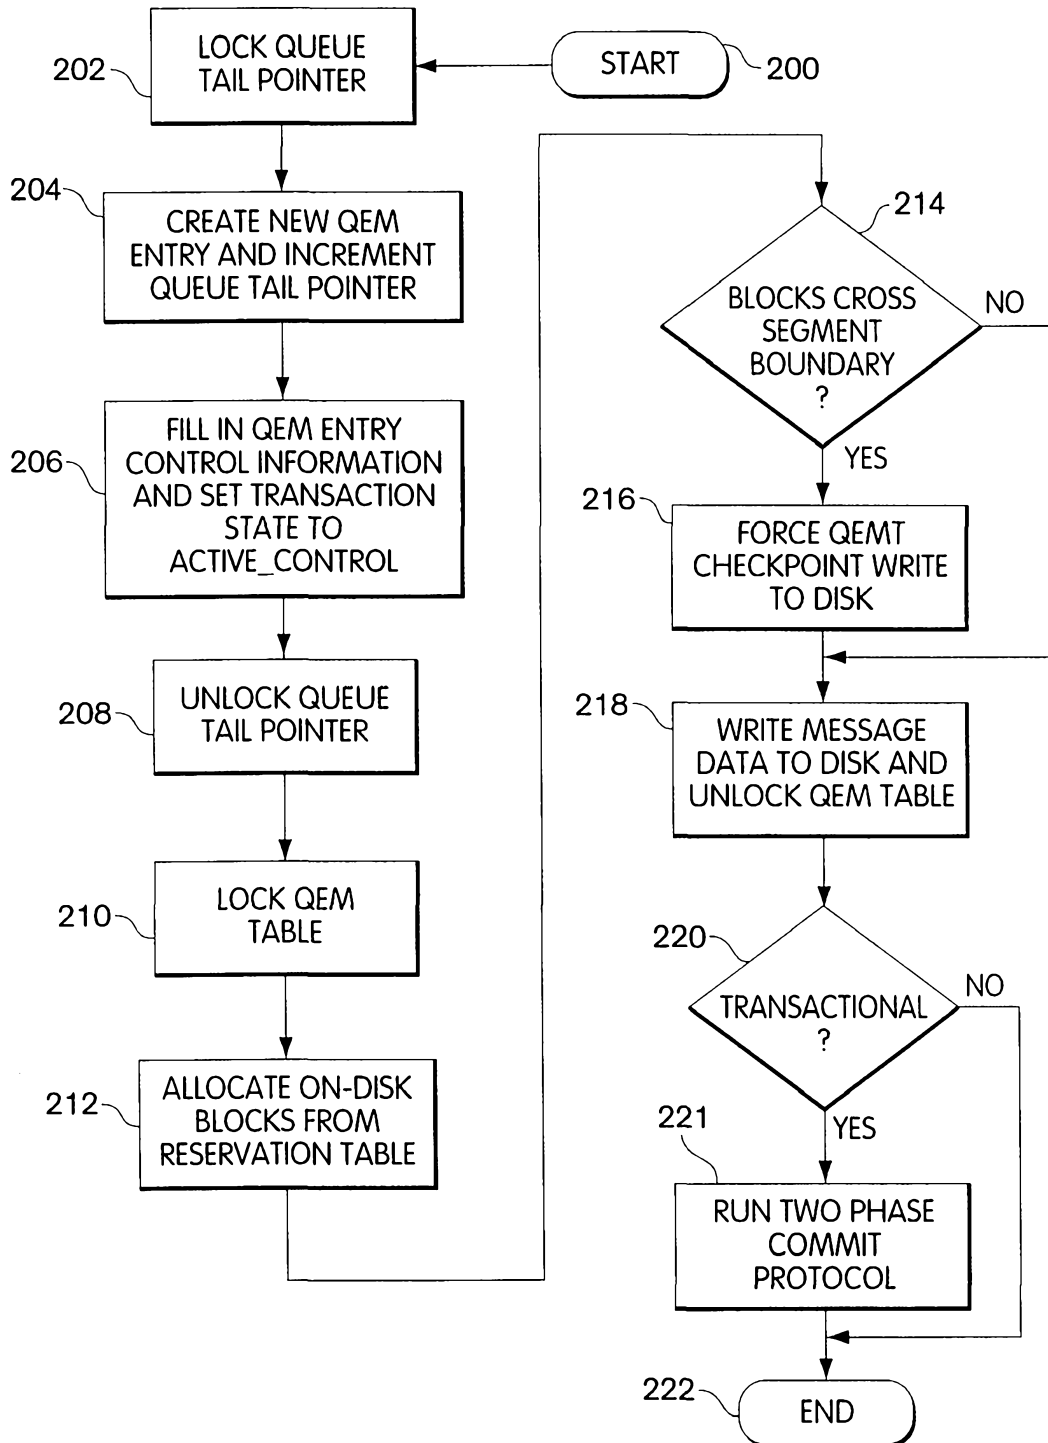 START
200
202
LOCK QUEUE
TAIL POINTER
204
CREATE NEW QEM
ENTRY AND INCREMENT
QUEUE TAIL POINTER
206
FILL IN QEM ENTRY
CONTROL INFORMATION
AND SET TRANSACTION
STATE TO
ACTIVE_CONTROL
208
UNLOCK QUEUE
TAIL POINTER
210
LOCK QEM
TABLE
212
ALLOCATE ON-DISK
BLOCKS FROM
RESERVATION TABLE
214
BLOCKS CROSS
SEGMENT
BOUNDARY
?
NO
YES
216
FORCE QEMT
CHECKPOINT WRITE
TO DISK
218
WRITE MESSAGE
DATA TO DISK AND
UNLOCK QEM TABLE
220
TRANSACTIONAL
?
NO
YES
221
RUN TWO PHASE
COMMIT
PROTOCOL
222
END